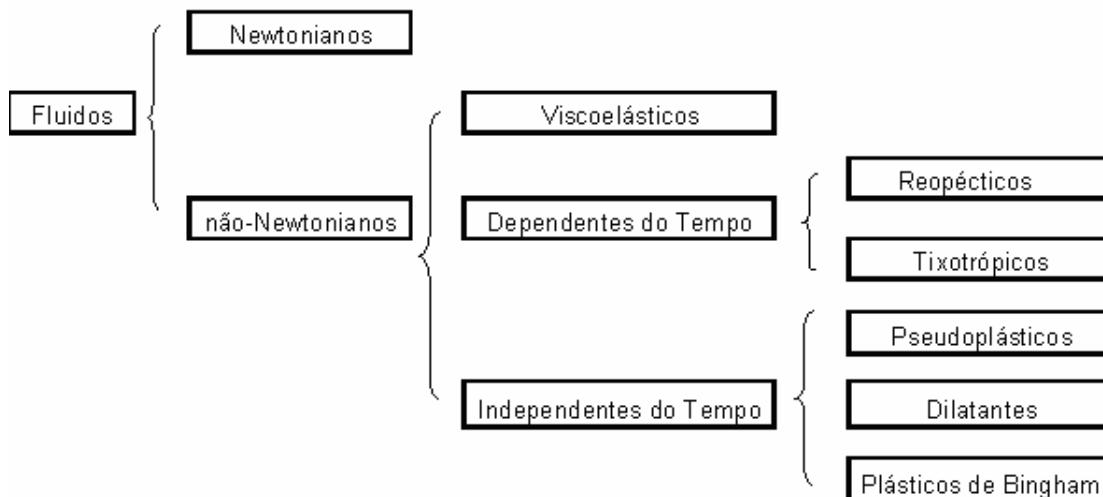 Newtonianos
Fluidos
Viscoelásticos
Reopécticos
não-Newtonianos
Dependentes do Tempo
Tixotrópicos
Pseudoplásticos
Independentes do Tempo
Dilatantes
Plásticos de Bingham